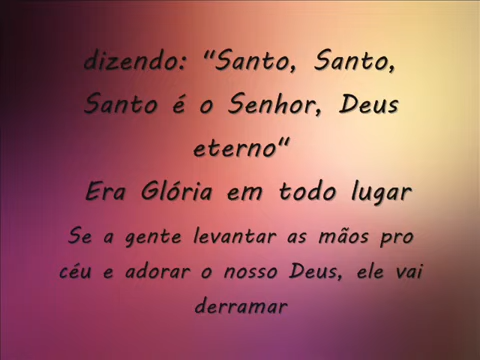 dizendo: "Santo, Santo,
Santo é o Senhor, Deus
eterno"
Era Glória em todo lugar
Se a gente levantar as mãos pro
céu e adorar o nosso Deus, ele vai
derramar